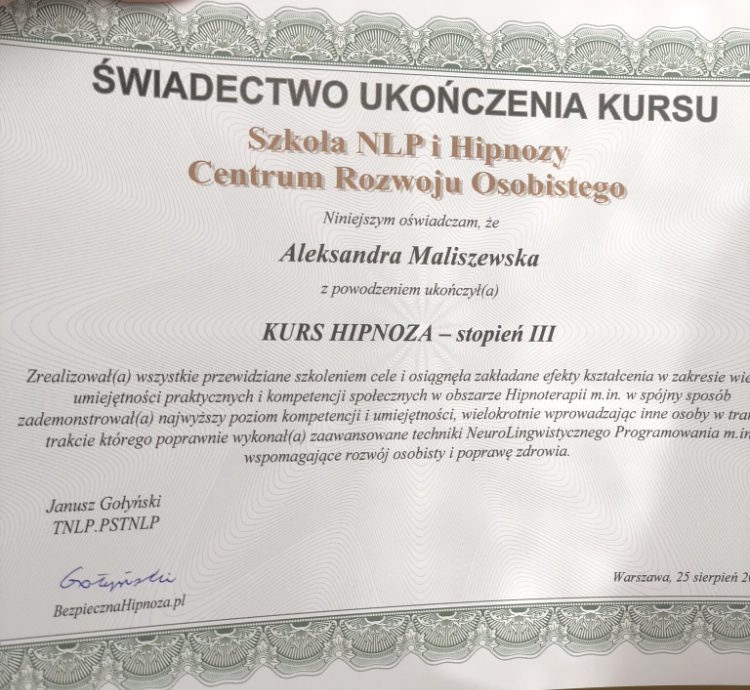 ŚWIADECTWO UKOŃCZENIA KURSU
Szkoła NLP i Hipnozy
Centrum Rozwoju Osobistego
Niniejszym oświadczam, że
Aleksandra Maliszewska
z powodzeniem ukończył(a)
KURS HIPNOZA – stopień III
Zrealizował(a) wszystkie przewidziane szkoleniem cele i osiągnęła zakładane efekty kształcenia w zakresie
umiejętności praktycznych i kompetencji społecznych w obszarze Hipnoterapii m.in. w spójny sposób
zademonstrował(a) najwyższy poziom kompetencji i umiejętności, wielokrotnie wprowadzając inne osoby w
trakcie którego poprawnie wykonał(a) zaawansowane techniki NeuroLingwistycznego Programowania m.in
wspomagające rozwój osobisty i poprawę zdrowia.
Janusz Gołyński
TNLP.PSTNLP
Gołyński
BezpiecznaHipnoza.pl
Warszawa, 25 sierpień